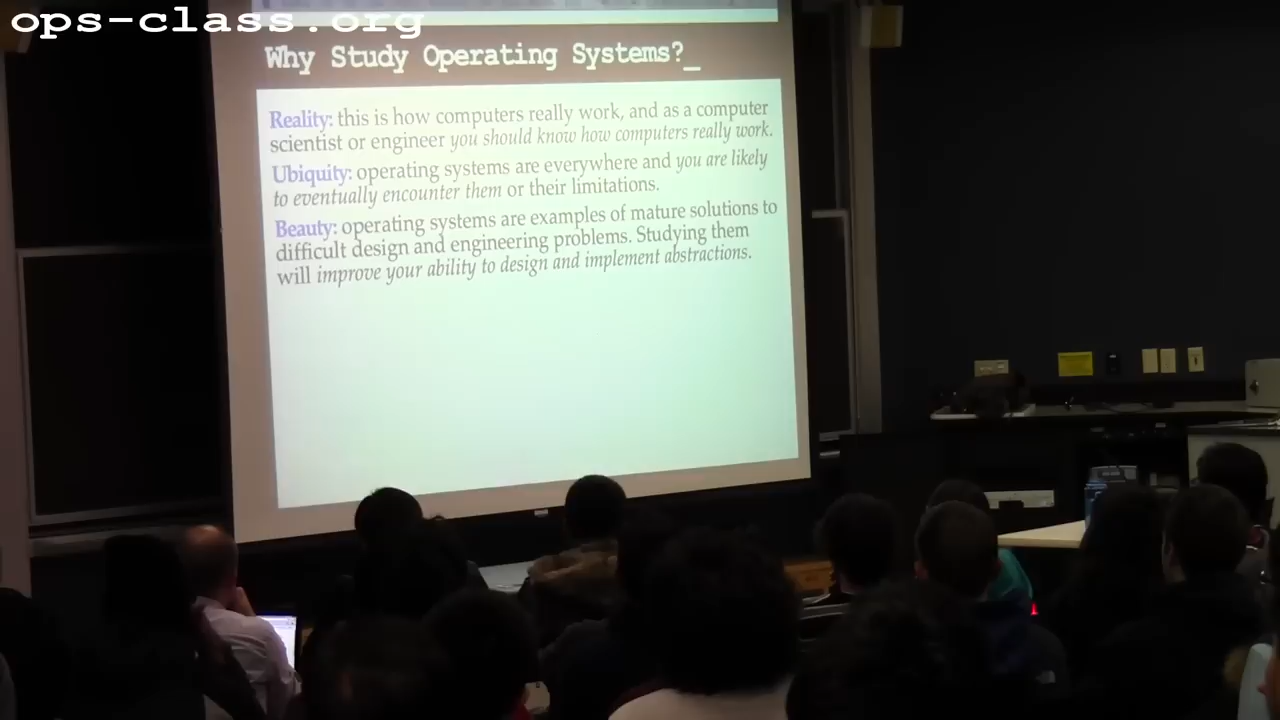 ops-class.org
Why Study Operating Systems?_
Reality: this is how computers really work, and as a computer
scientist or engineer you should know how computers really work.
Ubiquity: operating systems are everywhere and you are likely
to eventually encounter them or their limitations.
Beauty: operating systems are examples of mature solutions to
difficult design and engineering problems. Studying them
will improve your ability to design and implement abstractions.